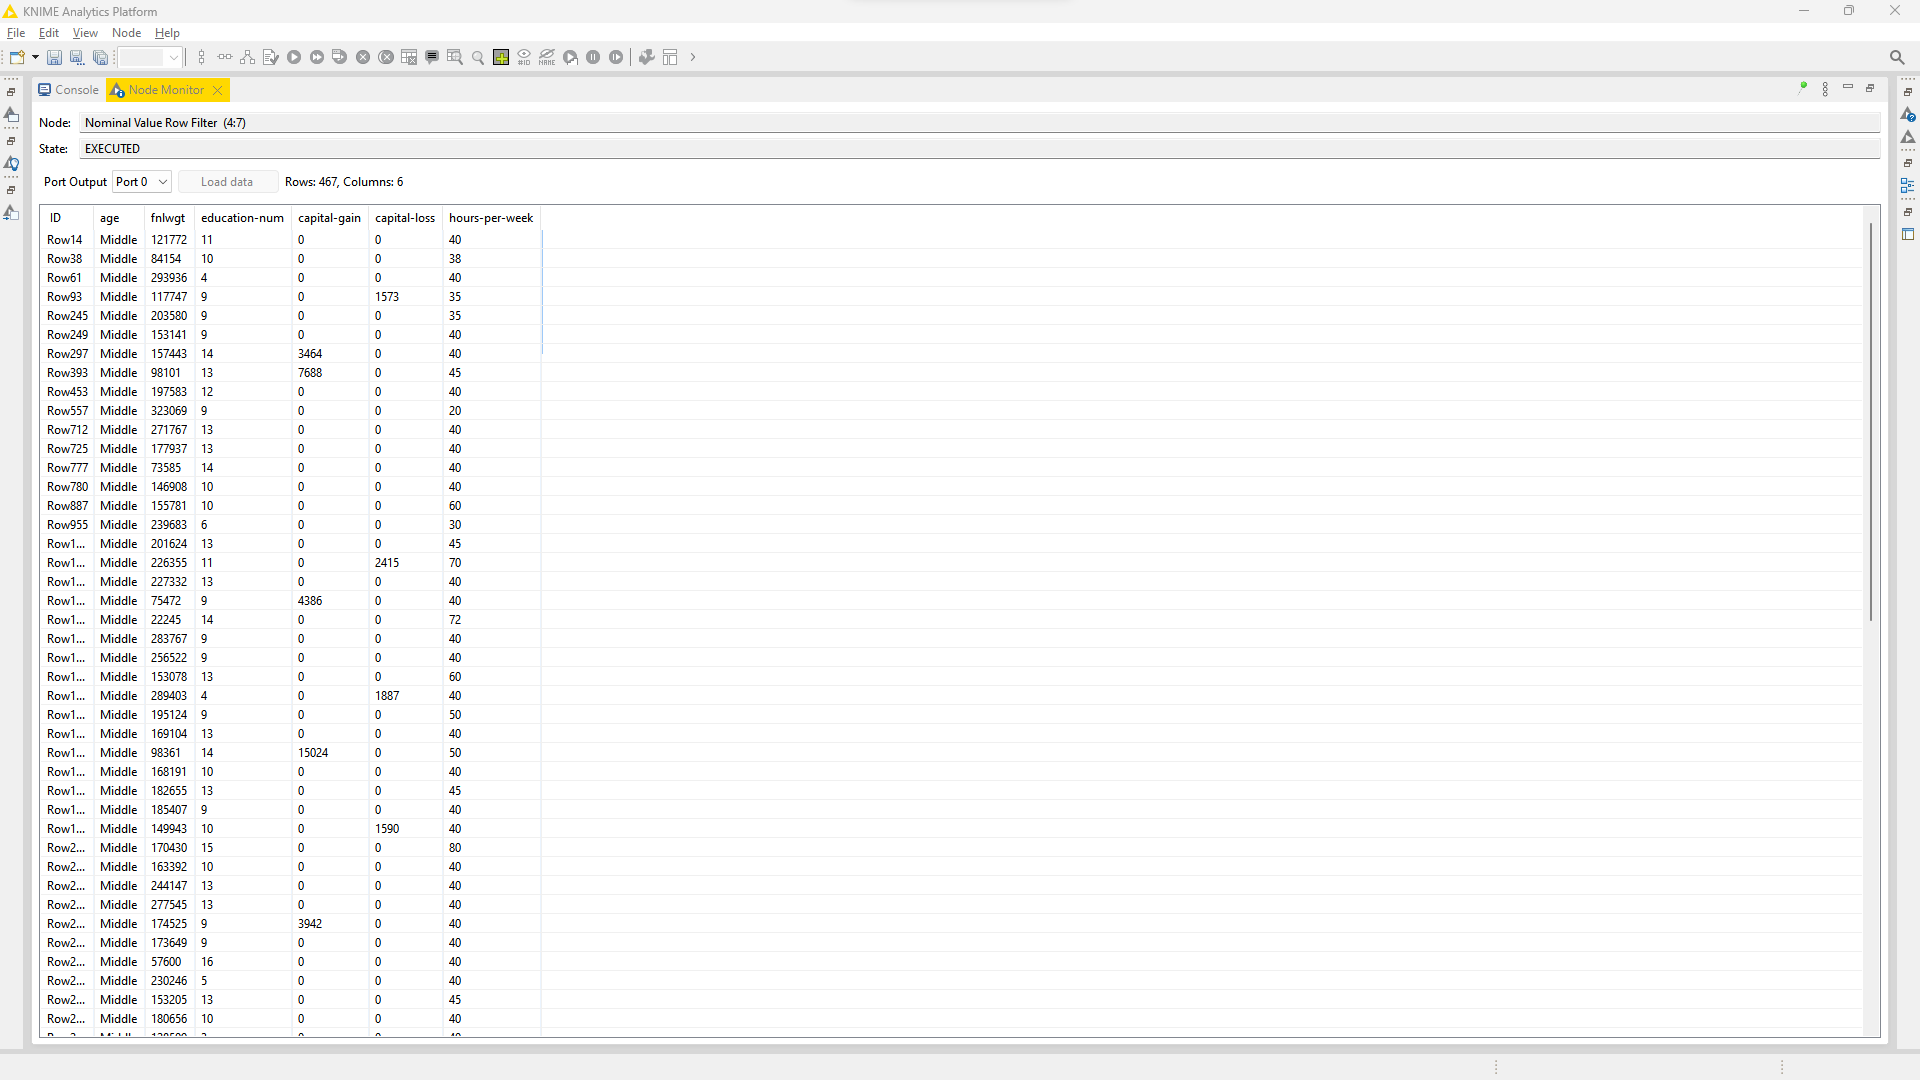 KNIME Analytics Platform
File Edit View Node Help
#ID NAME
Console Node Monitor
Node: Nominal Value Row Filter (4:7)
State: EXECUTED
Port Output Port 0 Load data Rows: 467, Columns: 6
ID age fnlwgt education-num capital-gain capital-loss hours-per-week
Row14 Middle 121772 11 0 0 40
Row38 Middle 84154 10 0 0 38
Row61 Middle 293936 4 0 0 40
Row93 Middle 117747 9 0 1573 35
Row245 Middle 203580 9 0 0 35
Row249 Middle 153141 9 0 0 40
Row297 Middle 157443 14 3464 0 40
Row393 Middle 98101 13 7688 0 45
Row453 Middle 197583 12 0 0 40
Row557 Middle 323069 9 0 0 20
Row712 Middle 271767 13 0 0 40
Row725 Middle 177937 13 0 0 40
Row777 Middle 73585 14 0 0 40
Row780 Middle 146908 10 0 0 40
Row887 Middle 155781 10 0 0 60
Row955 Middle 239683 6 0 0 30
Row1... Middle 201624 13 0 0 45
Row1... Middle 226355 11 0 2415 70
Row1... Middle 227332 13 0 0 40
Row1... Middle 75472 9 4386 0 40
Row1... Middle 22245 14 0 0 72
Row1... Middle 283767 9 0 0 40
Row1... Middle 256522 9 0 0 40
Row1... Middle 153078 13 0 0 60
Row1... Middle 289403 4 0 1887 40
Row1... Middle 195124 9 0 0 50
Row1... Middle 169104 13 0 0 40
Row1... Middle 98361 14 15024 0 50
Row1... Middle 168191 10 0 0 40
Row1... Middle 182655 13 0 0 45
Row1... Middle 185407 9 0 0 40
Row1... Middle 149943 10 0 1590 40
Row2... Middle 170430 15 0 0 80
Row2... Middle 163392 10 0 0 40
Row2... Middle 244147 13 0 0 40
Row2... Middle 277545 13 0 0 40
Row2... Middle 174525 9 3942 0 40
Row2... Middle 173649 9 0 0 40
Row2... Middle 57600 16 0 0 40
Row2... Middle 230246 5 0 0 40
Row2... Middle 153205 13 0 0 45
Row2... Middle 180656 10 0 0 40